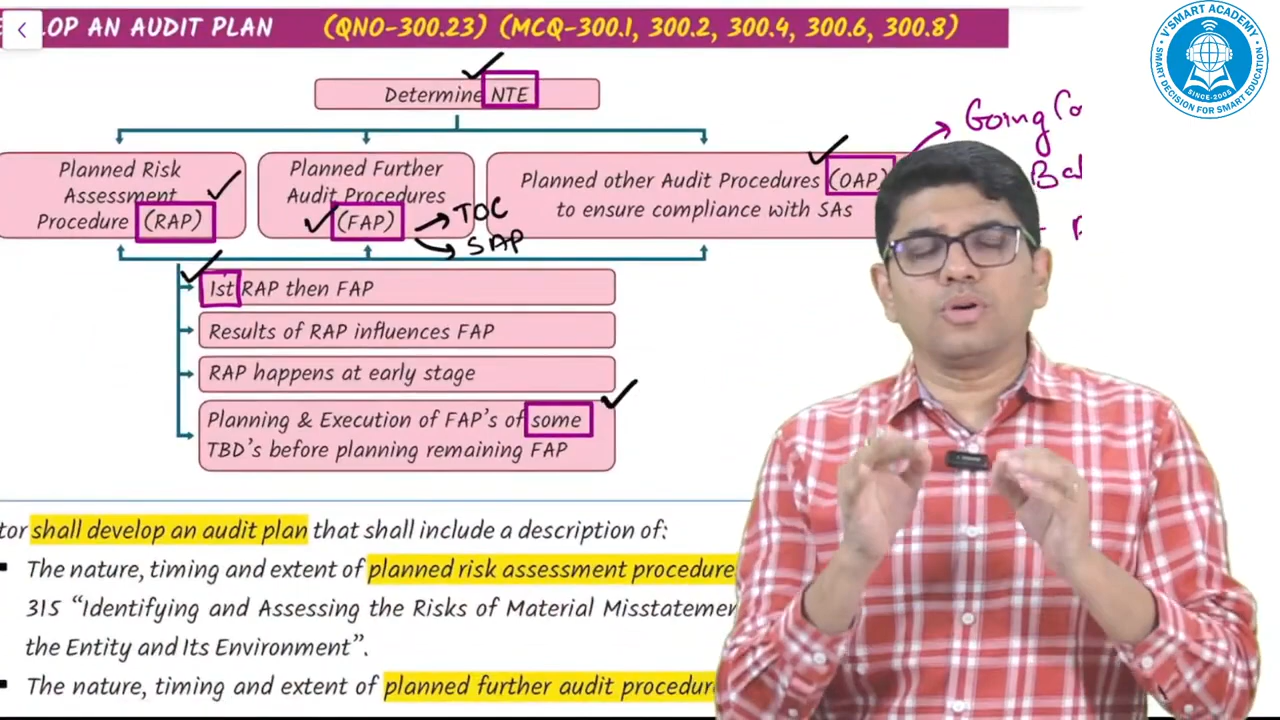 OP AN AUDIT PLAN (QNO-300.23) (MCQ-300.1, 300.2, 300.4, 300.6, 300.8)
V'SMART ACADEMY
SINCE-2005
SMART DECISION FOR SMART EDUCATION
Determine NTE
Going Co
Planned Risk
Assessment
Procedure (RAP)
Planned Further
Audit Procedures
(FAP)
TOC
SAP
Planned other Audit Procedures (OAP)
to ensure compliance with SAs
1st RAP then FAP
Results of RAP influences FAP
RAP happens at early stage
Planning & Execution of FAP's of some
TBD's before planning remaining FAP
tor shall develop an audit plan that shall include a description of:
The nature, timing and extent of planned risk assessment procedure
315 "Identifying and Assessing the Risks of Material Misstatemen
the Entity and Its Environment".
The nature, timing and extent of planned further audit procedur